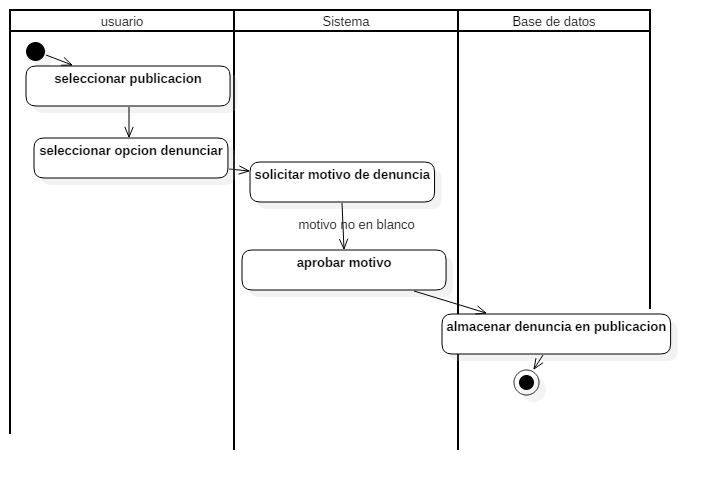 usuario
Sistema
Base de datos
seleccionar publicacion
seleccionar opcion denunciar
solicitar motivo de denuncia
motivo no en blanco
aprobar motivo
almacenar denuncia en publicacion